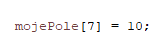 mojePole[7] = 10;